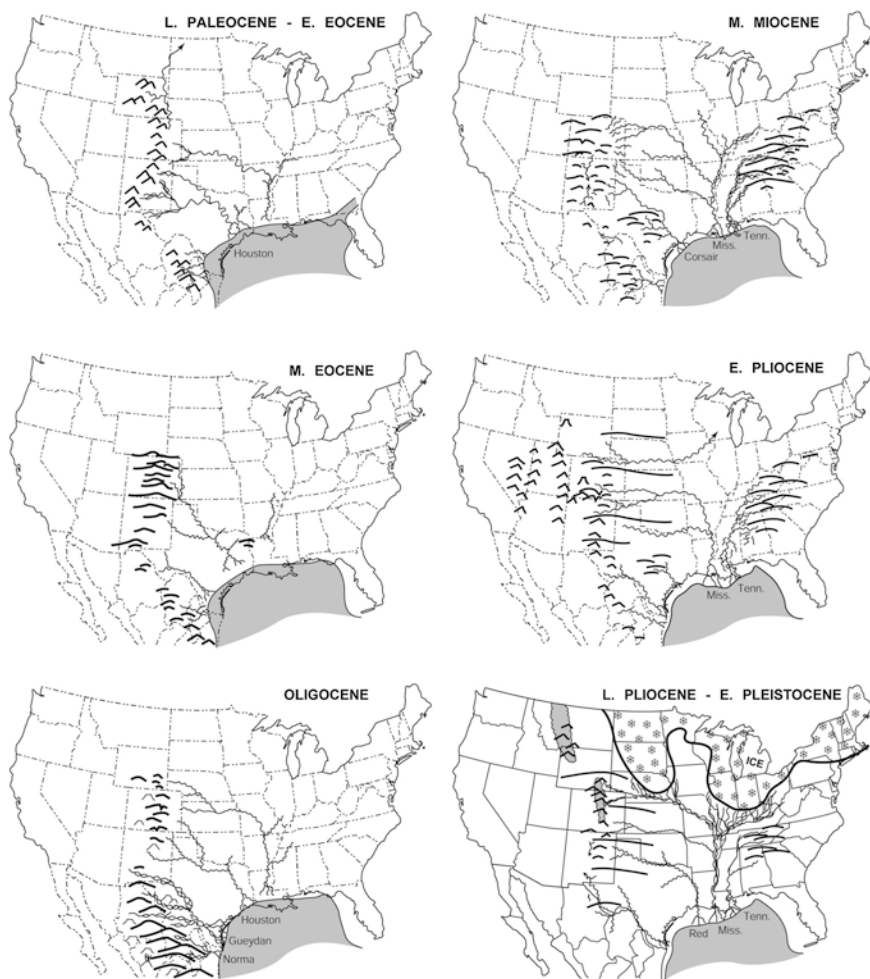 L. PALEOCENE - E. EOCENE
Houston
M. MIOCENE
Corsair
Miss.
Tenn.
M. EOCENE
E. PLIOCENE
Miss.
Tenn.
OLIGOCENE
Houston
Gueydan
Norma
L. PLIOCENE - E. PLEISTOCENE
ICE
Red
Miss.
Tenn.